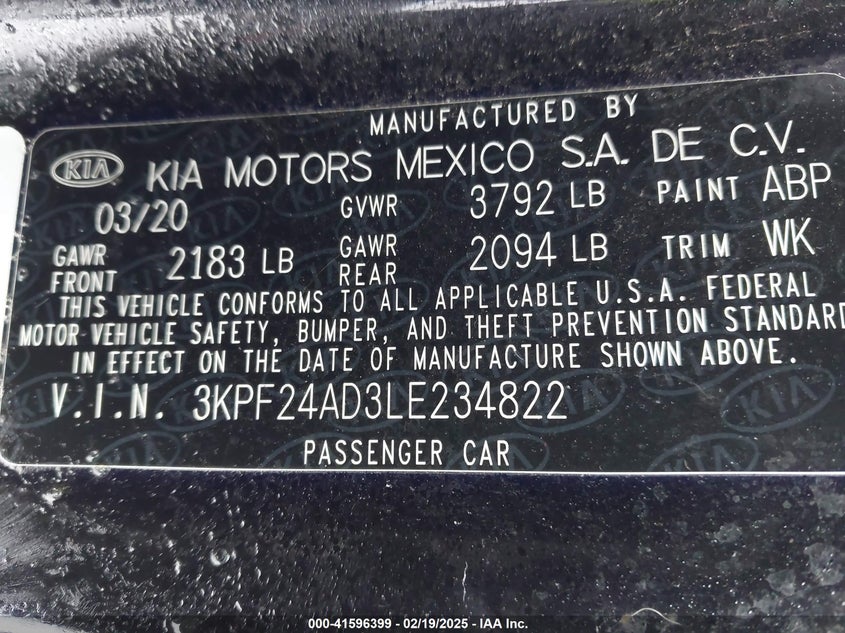 MANUFACTURED BY
KIA KIA MOTORS MEXICO S.A. DE C.V.
03/20 GVWR 3792 LB PAINT ABP
GAWR FRONT 2183 LB GAWR REAR 2094 LB TRIM WK
THIS VEHICLE CONFORMS TO ALL APPLICABLE U.S.A. FEDERAL
MOTOR VEHICLE SAFETY, BUMPER, AND THEFT PREVENTION STANDARD
IN EFFECT ON THE DATE OF MANUFACTURE SHOWN ABOVE.
V.I.N. 3KPF24AD3LE234822
PASSENGER CAR
000-41596399 - 02/19/2025 - IAA Inc.